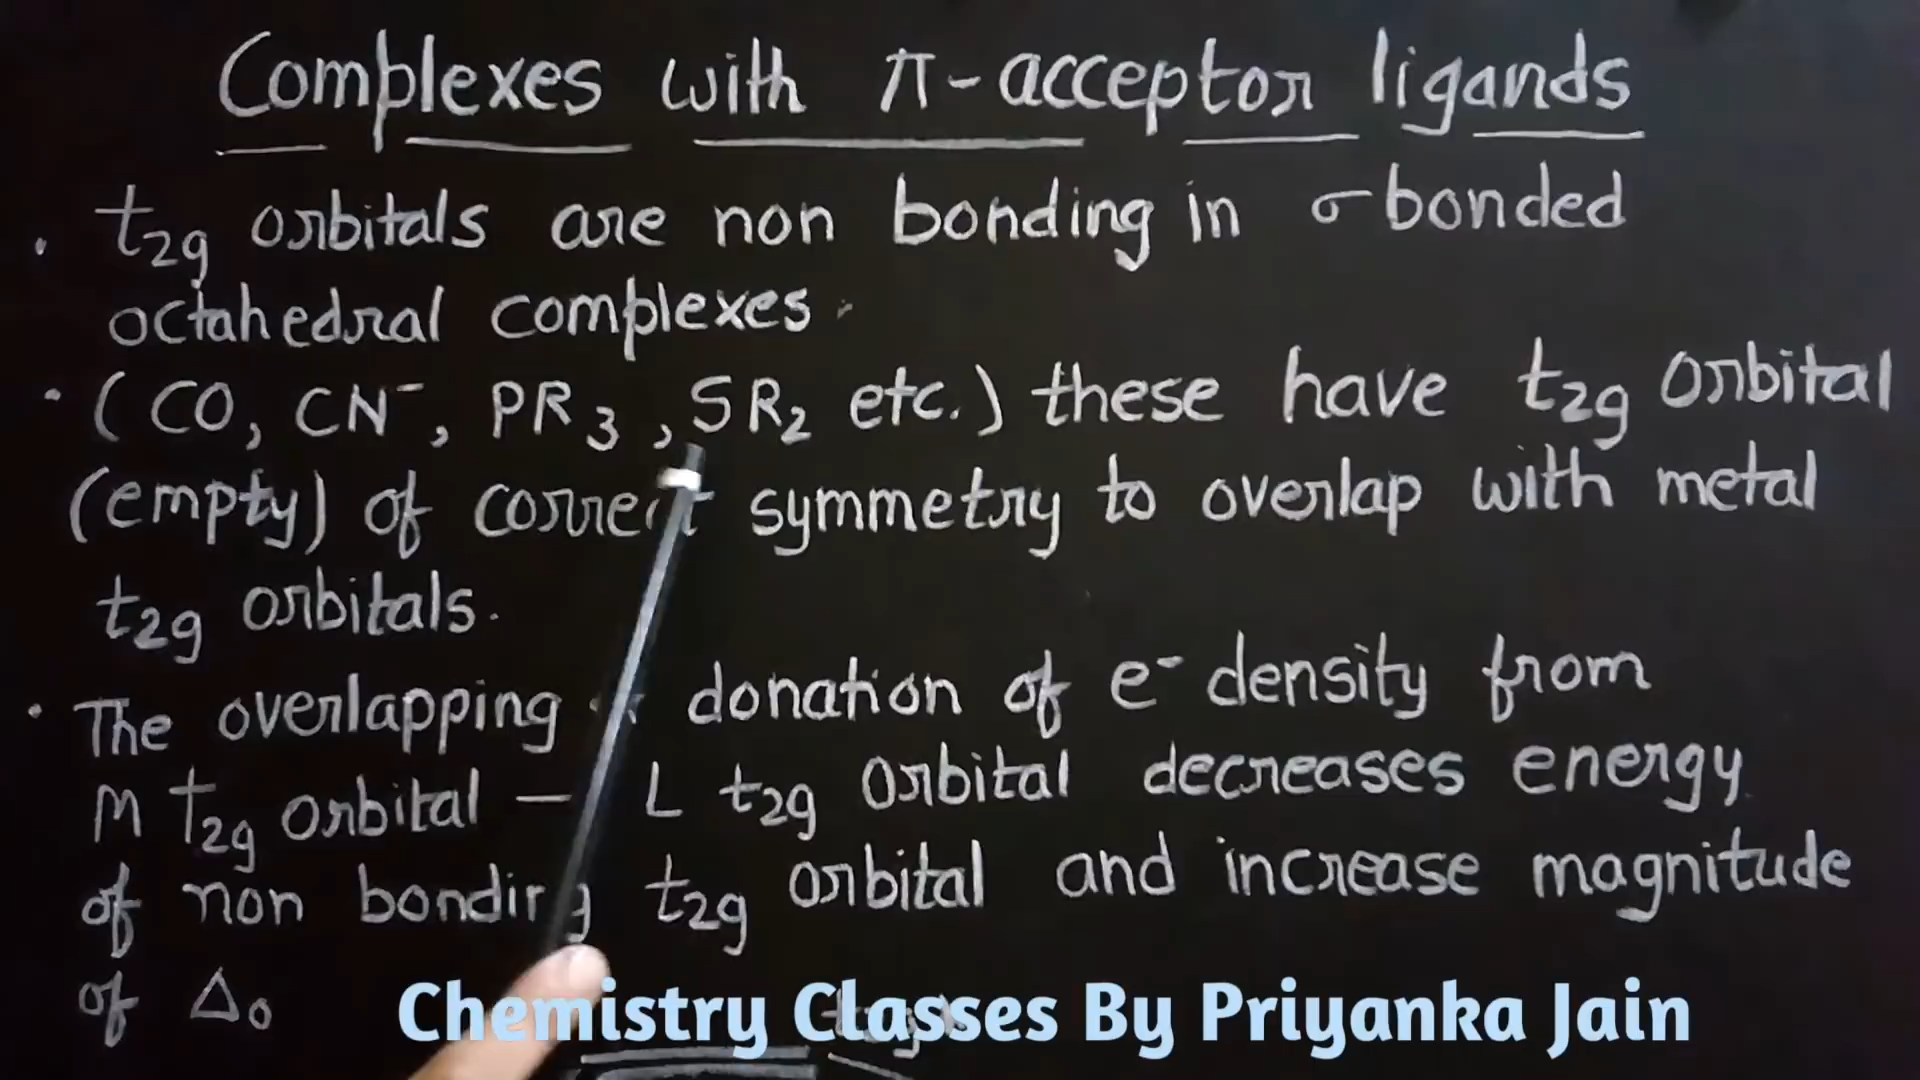 Complexes with π-acceptor ligands
• t₂g orbitals are non bonding in σ bonded
octahedral complexes.
• (CO, CN⁻, PR₃, SR₂ etc.) these have t₂g orbital
(empty) of correct symmetry to overlap with metal
t₂g orbitals.
• The overlapping donation of e⁻ density from
M t₂g orbital — L t₂g orbital decreases energy
of non bonding t₂g orbital and increase magnitude
of Δ₀
Chemistry Classes By Priyanka Jain